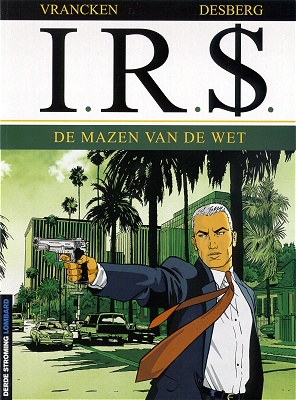 VRANCKEN DESBERG
I.R.$.
DE MAZEN VAN DE WET
DERDE STROMING LOMBARD